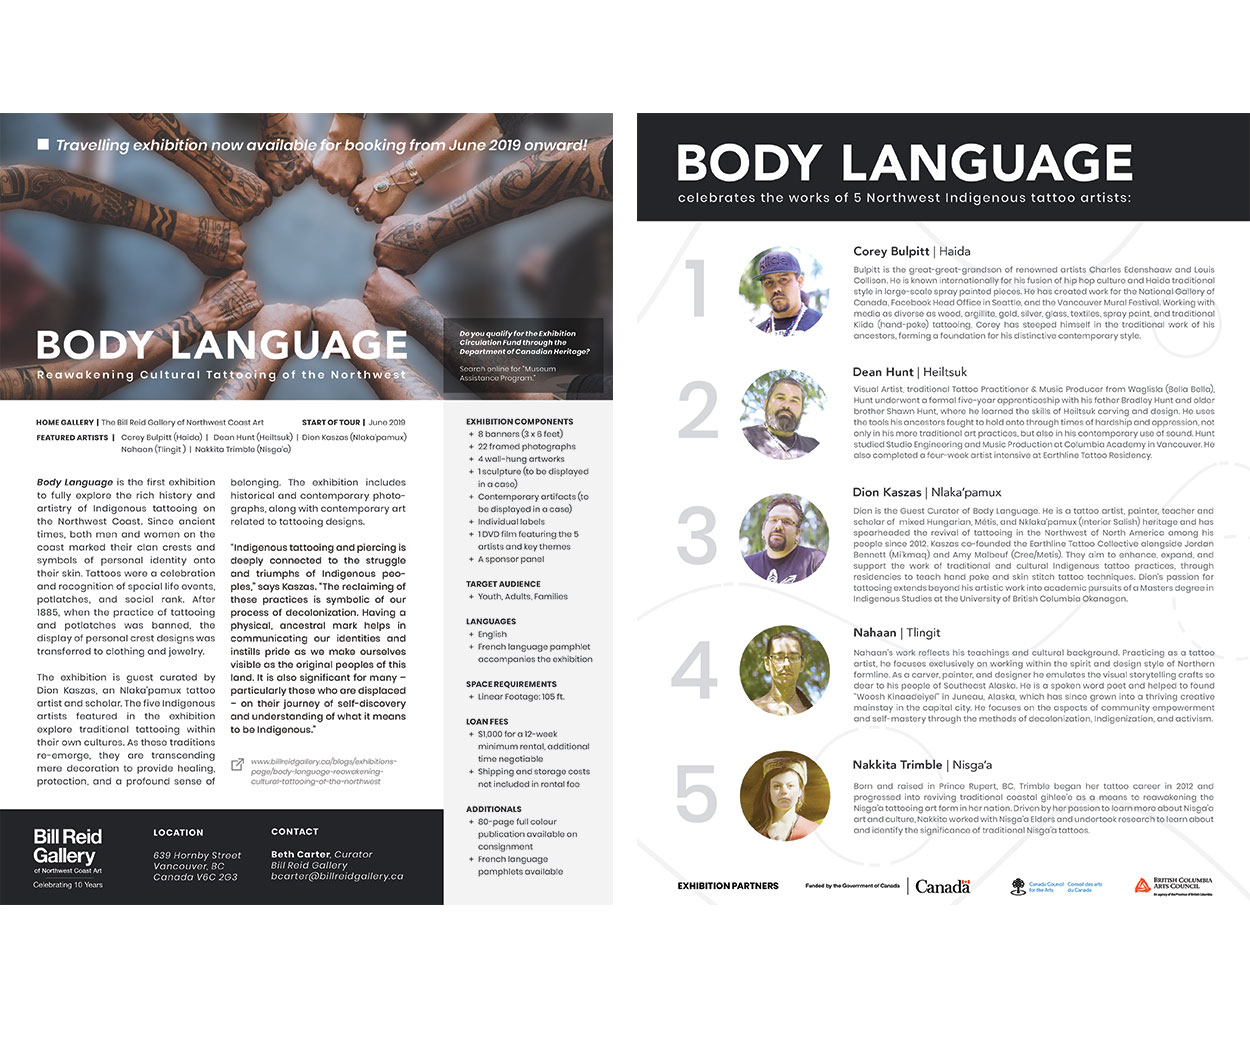 Travelling exhibition now available for booking from June 2019 onward!
BODY LANGUAGE
Reawakening Cultural Tattooing of the Northwest
Do you qualify for the Exhibition
Circulation Fund through the
Department of Canadian Heritage?
Search online for "Museum
Assistance Program."
HOME GALLERY | The Bill Reid Gallery of Northwest Coast Art
START OF TOUR | June 2019
FEATURED ARTISTS | Corey Bulpitt (Haida) | Dean Hunt (Heiltsuk) | Dion Kaszas (Nlaka'pamux)
Nahaan (Tlingit ) | Nakkita Trimble (Nisga'a)
Body Language is the first exhibition
to fully explore the rich history and
artistry of Indigenous tattooing on
the Northwest Coast. Since ancient
times, both men and women on the
coast marked their clan crests and
symbols of personal identity onto
their skin. Tattoos were a celebration
and recognition of special life events,
potlatches, and social rank. After
1885, when the practice of tattooing
and potlatches was banned, the
display of personal crest designs was
transferred to clothing and jewelry.
The exhibition is guest curated by
Dion Kaszas, an Nlaka'pamux tattoo
artist and scholar. The five Indigenous
artists featured in the exhibition
explore traditional tattooing within
their own cultures. As these traditions
re-emerge, they are transcending
mere decoration to provide healing,
protection, and a profound sense of
belonging. The exhibition includes
historical and contemporary photo-
graphs, along with contemporary art
related to tattooing designs.
"Indigenous tattooing and piercing is
deeply connected to the struggle
and triumphs of Indigenous peo-
ples," says Kaszas. "The reclaiming of
these practices is symbolic of our
process of decolonization. Having a
physical, ancestral mark helps in
communicating our identities and
instills pride as we make ourselves
visible as the original peoples of this
land. It is also significant for many –
particularly those who are displaced
– on their journey of self-discovery
and understanding of what it means
to be Indigenous."
www.billreidgallery.ca/blogs/exhibitions-
page/body-language-reawakening-
cultural-tattooing-of-the-northwest
EXHIBITION COMPONENTS
+ 8 banners (3 x 6 feet)
+ 22 framed photographs
+ 4 wall-hung artworks
+ 1 sculpture (to be displayed
in a case)
+ Contemporary artifacts (to
be displayed in a case)
+ Individual labels
+ 1 DVD film featuring the 5
artists and key themes
+ A sponsor panel
TARGET AUDIENCE
+ Youth, Adults, Families
LANGUAGES
+ English
+ French language pamphlet
accompanies the exhibition
SPACE REQUIREMENTS
+ Linear Footage: 105 ft.
LOAN FEES
+ $1,000 for a 12-week
minimum rental, additional
time negotiable
+ Shipping and storage costs
not included in rental fee
ADDITIONALS
+ 80-page full colour
publication available on
consignment
+ French language
pamphlets available
Bill Reid
Gallery
of Northwest Coast Art
Celebrating 10 Years
LOCATION
639 Hornby Street
Vancouver, BC
Canada V6C 2G3
CONTACT
Beth Carter, Curator
Bill Reid Gallery
bcarter@billreidgallery.ca
BODY LANGUAGE
celebrates the works of 5 Northwest Indigenous tattoo artists:
1
Corey Bulpitt | Haida
Bulpitt is the great-great-grandson of renowned artists Charles Edenshaaw and Louis
Collison. He is known internationally for his fusion of hip hop culture and Haida traditional
style in large-scale spray painted pieces. He has created work for the National Gallery of
Canada, Facebook Head Office in Seattle, and the Vancouver Mural Festival. Working with
media as diverse as wood, argillite, gold, silver, glass, textiles, spray paint, and traditional
Kiida (hand-poke) tattooing, Corey has steeped himself in the traditional work of his
ancestors, forming a foundation for his distinctive contemporary style.
2
Dean Hunt | Heiltsuk
Visual Artist, traditional Tattoo Practitioner & Music Producer from Waglisla (Bella Bella),
Hunt underwent a formal five-year apprenticeship with his father Bradley Hunt and older
brother Shawn Hunt, where he learned the skills of Heiltsuk carving and design. He uses
the tools his ancestors fought to hold onto through times of hardship and oppression, not
only in his more traditional art practices, but also in his contemporary use of sound. Hunt
studied Studio Engineering and Music Production at Columbia Academy in Vancouver. He
also completed a four-week artist intensive at Earthline Tattoo Residency.
3
Dion Kaszas | Nlaka'pamux
Dion is the Guest Curator of Body Language. He is a tattoo artist, painter, teacher and
scholar of mixed Hungarian, Métis, and Nklaka'pamux (Interior Salish) heritage and has
spearheaded the revival of tattooing in the Northwest of North America among his
people since 2012. Kaszas co-founded the Earthline Tattoo Collective alongside Jordan
Bennett (Mi'kmaq) and Amy Malbeuf (Cree/Metis). They aim to enhance, expand, and
support the work of traditional and cultural Indigenous tattoo practices, through
residencies to teach hand poke and skin stitch tattoo techniques. Dion's passion for
tattooing extends beyond his artistic work into academic pursuits of a Masters degree in
Indigenous Studies at the University of British Columbia Okanagan.
4
Nahaan | Tlingit
Nahaan's work reflects his teachings and cultural background. Practicing as a tattoo
artist, he focuses exclusively on working within the spirit and design style of Northern
formline. As a carver, painter, and designer he emulates the visual storytelling crafts so
dear to his people of Southeast Alaska. He is a spoken word poet and helped to found
"Woosh Kinaadeiyel" in Juneau, Alaska, which has since grown into a thriving creative
mainstay in the capital city. He focuses on the aspects of community empowerment
and self-mastery through the methods of decolonization, Indigenization, and activism.
5
Nakkita Trimble | Nisga'a
Born and raised in Prince Rupert, BC, Trimble began her tattoo career in 2012 and
progressed into reviving traditional coastal gihlee'e as a means to reawakening the
Nisga'a tattooing art form in her nation. Driven by her passion to learn more about Nisga'a
art and culture, Nakkita worked with Nisga'a Elders and undertook research to learn about
and identify the significance of traditional Nisga'a tattoos.
EXHIBITION PARTNERS
Funded by the Government of Canada
Canada
Canada Council
for the Arts
Conseil des arts
du Canada
BRITISH COLUMBIA
ARTS COUNCIL
An agency of the Province of British Columbia